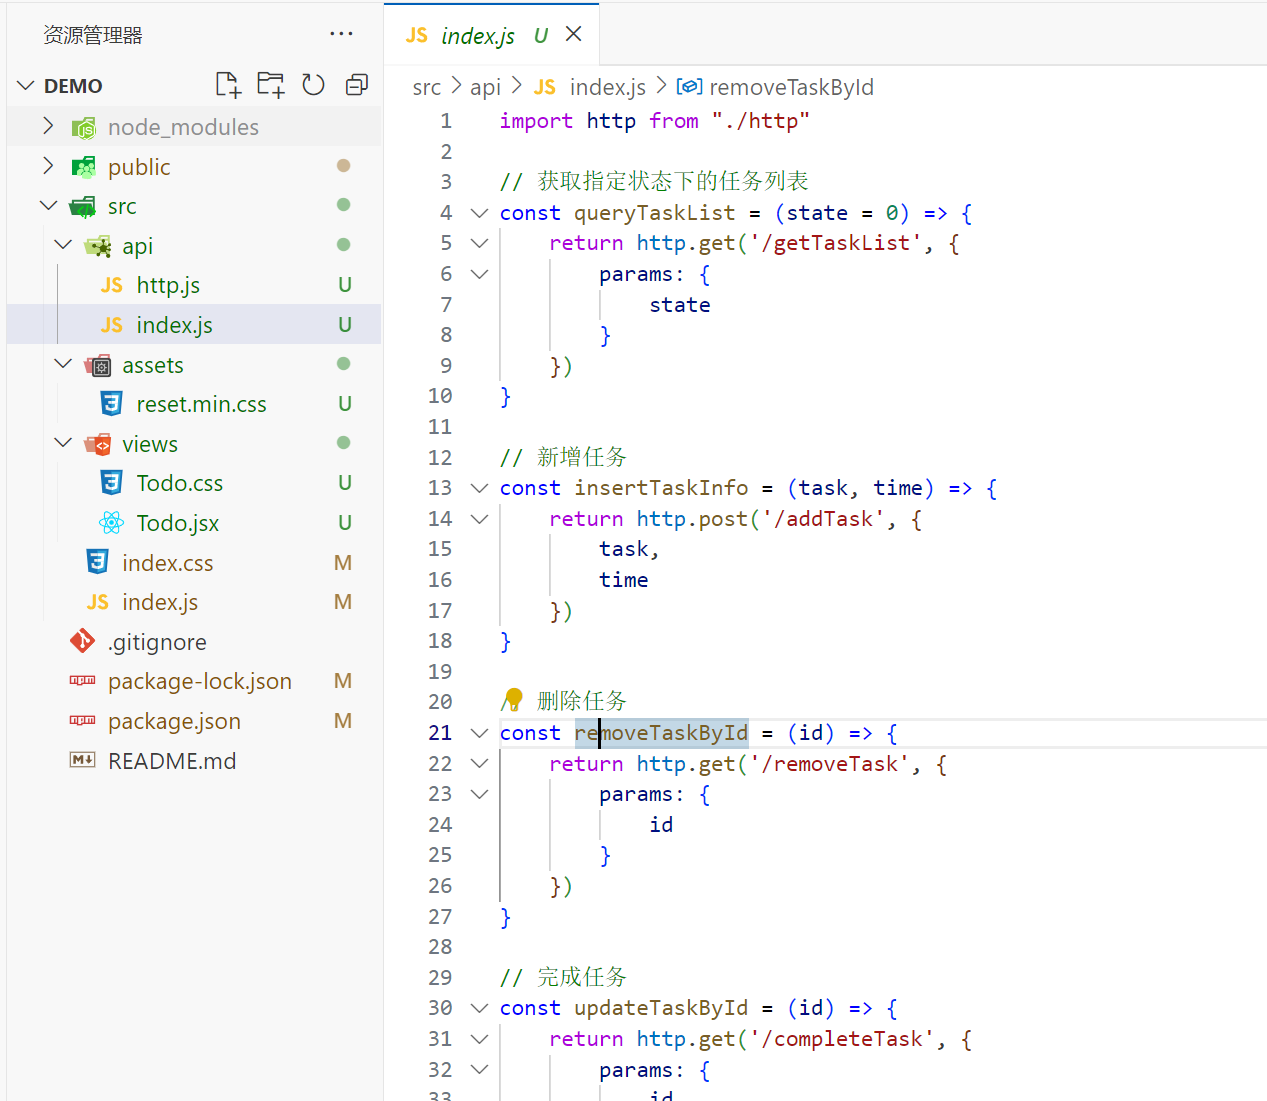 资源管理器
DEMO
node_modules
public
src
api
JS http.js U
JS index.js U
assets
reset.min.css U
views
Todo.css U
Todo.jsx U
index.css M
JS index.js M
.gitignore
package-lock.json M
package.json M
README.md
JS index.js U
src > api > JS index.js > removeTaskById
1 import http from "./http"
2
3 // 获取指定状态下的任务列表
4 const queryTaskList = (state = 0) => {
5 return http.get('/getTaskList', {
6 params: {
7 state
8 }
9 })
10 }
11
12 // 新增任务
13 const insertTaskInfo = (task, time) => {
14 return http.post('/addTask', {
15 task,
16 time
17 })
18 }
19
20 // 删除任务
21 const removeTaskById = (id) => {
22 return http.get('/removeTask', {
23 params: {
24 id
25 }
26 })
27 }
28
29 // 完成任务
30 const updateTaskById = (id) => {
31 return http.get('/completeTask', {
32 params: {
33 id